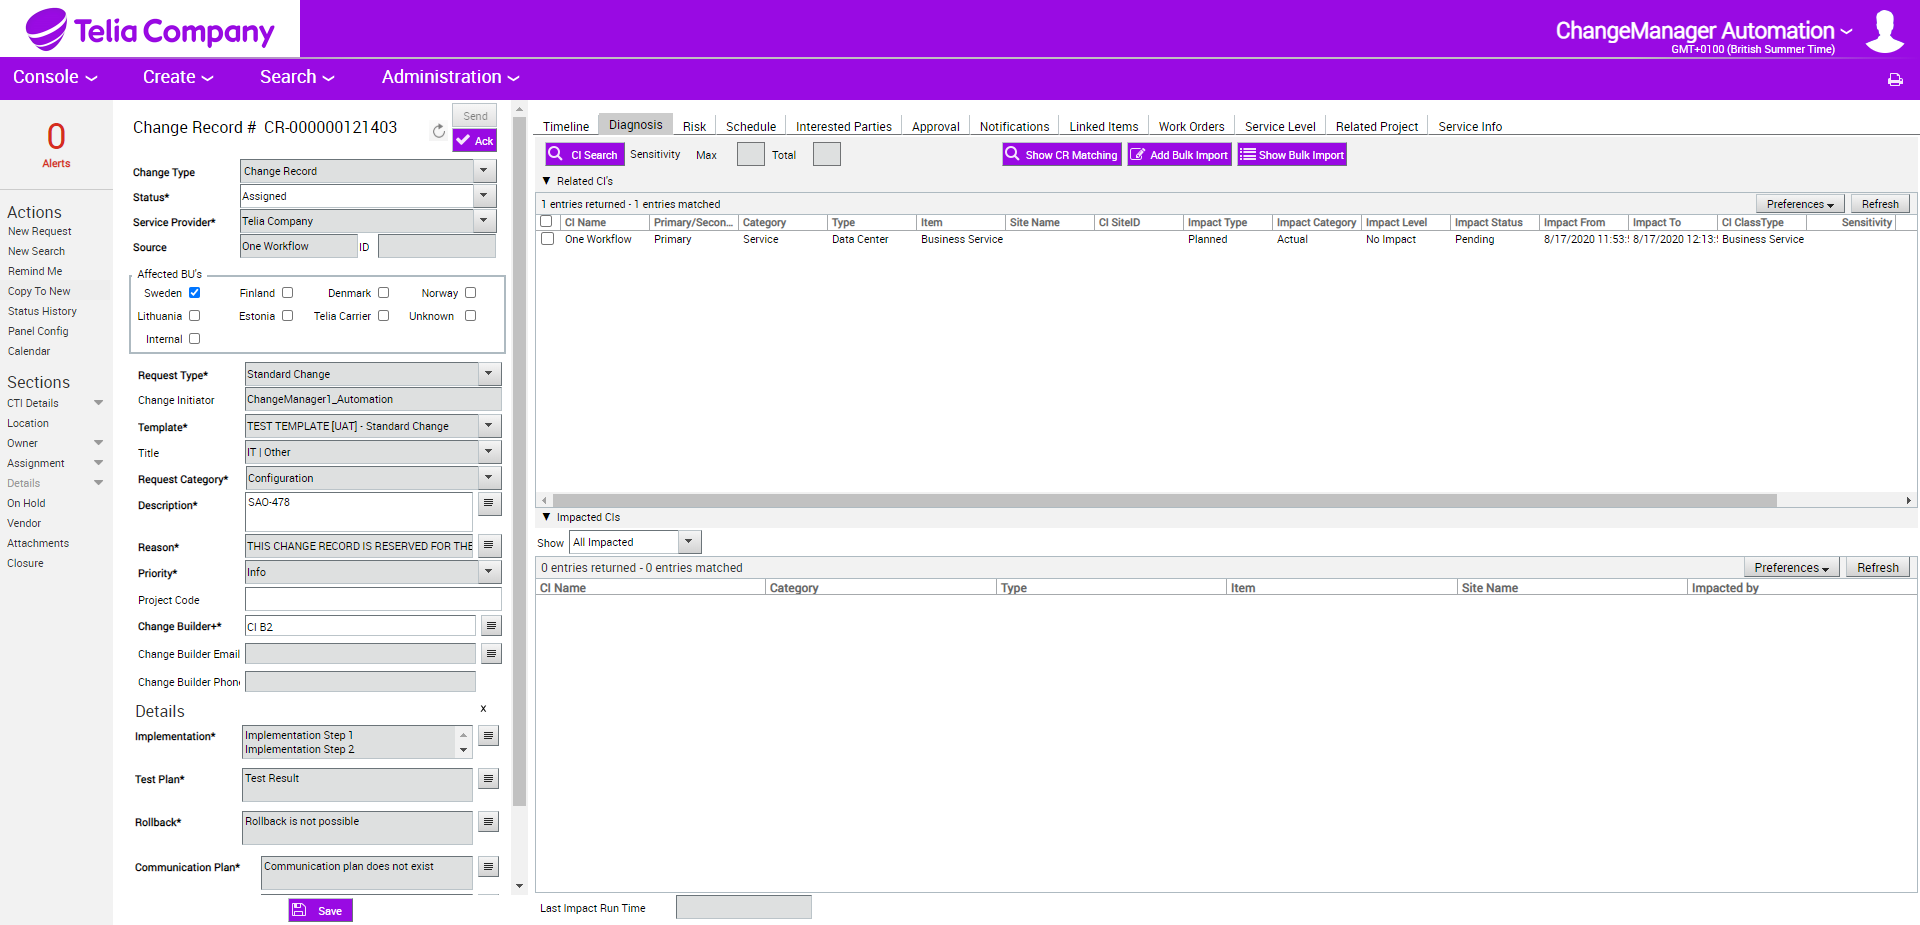 Telia Company
ChangeManager Automation
GMT+0100 (British Summer Time)
Console
Create
Search
Administration
0
Alerts
Actions
New Request
New Search
Remind Me
Copy To New
Status History
Panel Config
Calendar
Sections
CTI Details
Location
Owner
Assignment
Details
On Hold
Vendor
Attachments
Closure
Change Record # CR-000000121403
Send
Ack
Change Type Change Record
Status* Assigned
Service Provider* Telia Company
Source One Workflow ID
Affected BU's
Sweden Finland Denmark Norway
Lithuania Estonia Telia Carrier Unknown
Internal
Request Type* Standard Change
Change Initiator ChangeManager1_Automation
Template* TEST TEMPLATE [UAT] - Standard Change
Title IT | Other
Request Category* Configuration
Description* SAO-478
Reason* THIS CHANGE RECORD IS RESERVED FOR THE
Priority* Info
Project Code
Change Builder+* CI B2
Change Builder Email
Change Builder Phone
Details x
Implementation* Implementation Step 1
Implementation Step 2
Test Plan* Test Result
Rollback* Rollback is not possible
Communication Plan* Communication plan does not exist
Save
Timeline Diagnosis Risk Schedule Interested Parties Approval Notifications Linked Items Work Orders Service Level Related Project Service Info
CI Search Sensitivity Max Total Show CR Matching Add Bulk Import Show Bulk Import
Related CI's
1 entries returned - 1 entries matched Preferences Refresh
CI Name Primary/Secon... Category Type Item Site Name CI SiteID Impact Type Impact Category Impact Level Impact Status Impact From Impact To CI ClassType Sensitivity
One Workflow Primary Service Data Center Business Service Planned Actual No Impact Pending 8/17/2020 11:53: 8/17/2020 12:13: Business Service
Impacted CIs
Show All Impacted
0 entries returned - 0 entries matched Preferences Refresh
CI Name Category Type Item Site Name Impacted by
Last Impact Run Time